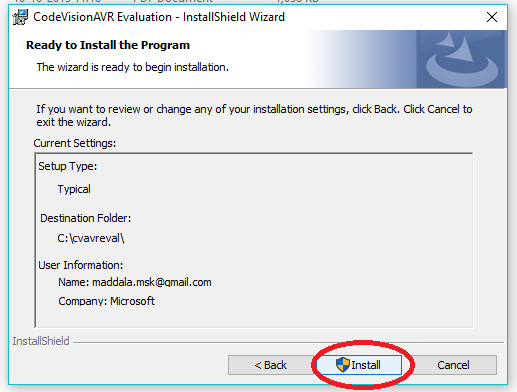 CodeVisionAVR Evaluation - InstallShield Wizard
Ready to Install the Program
The wizard is ready to begin installation.
If you want to review or change any of your installation settings, click Back. Click Cancel to
exit the wizard.
Current Settings:
Setup Type:
Typical
Destination Folder:
C:\cvavreval\
User Information:
Name: maddala.msk@gmail.com
Company: Microsoft
InstallShield
< Back
Install
Cancel